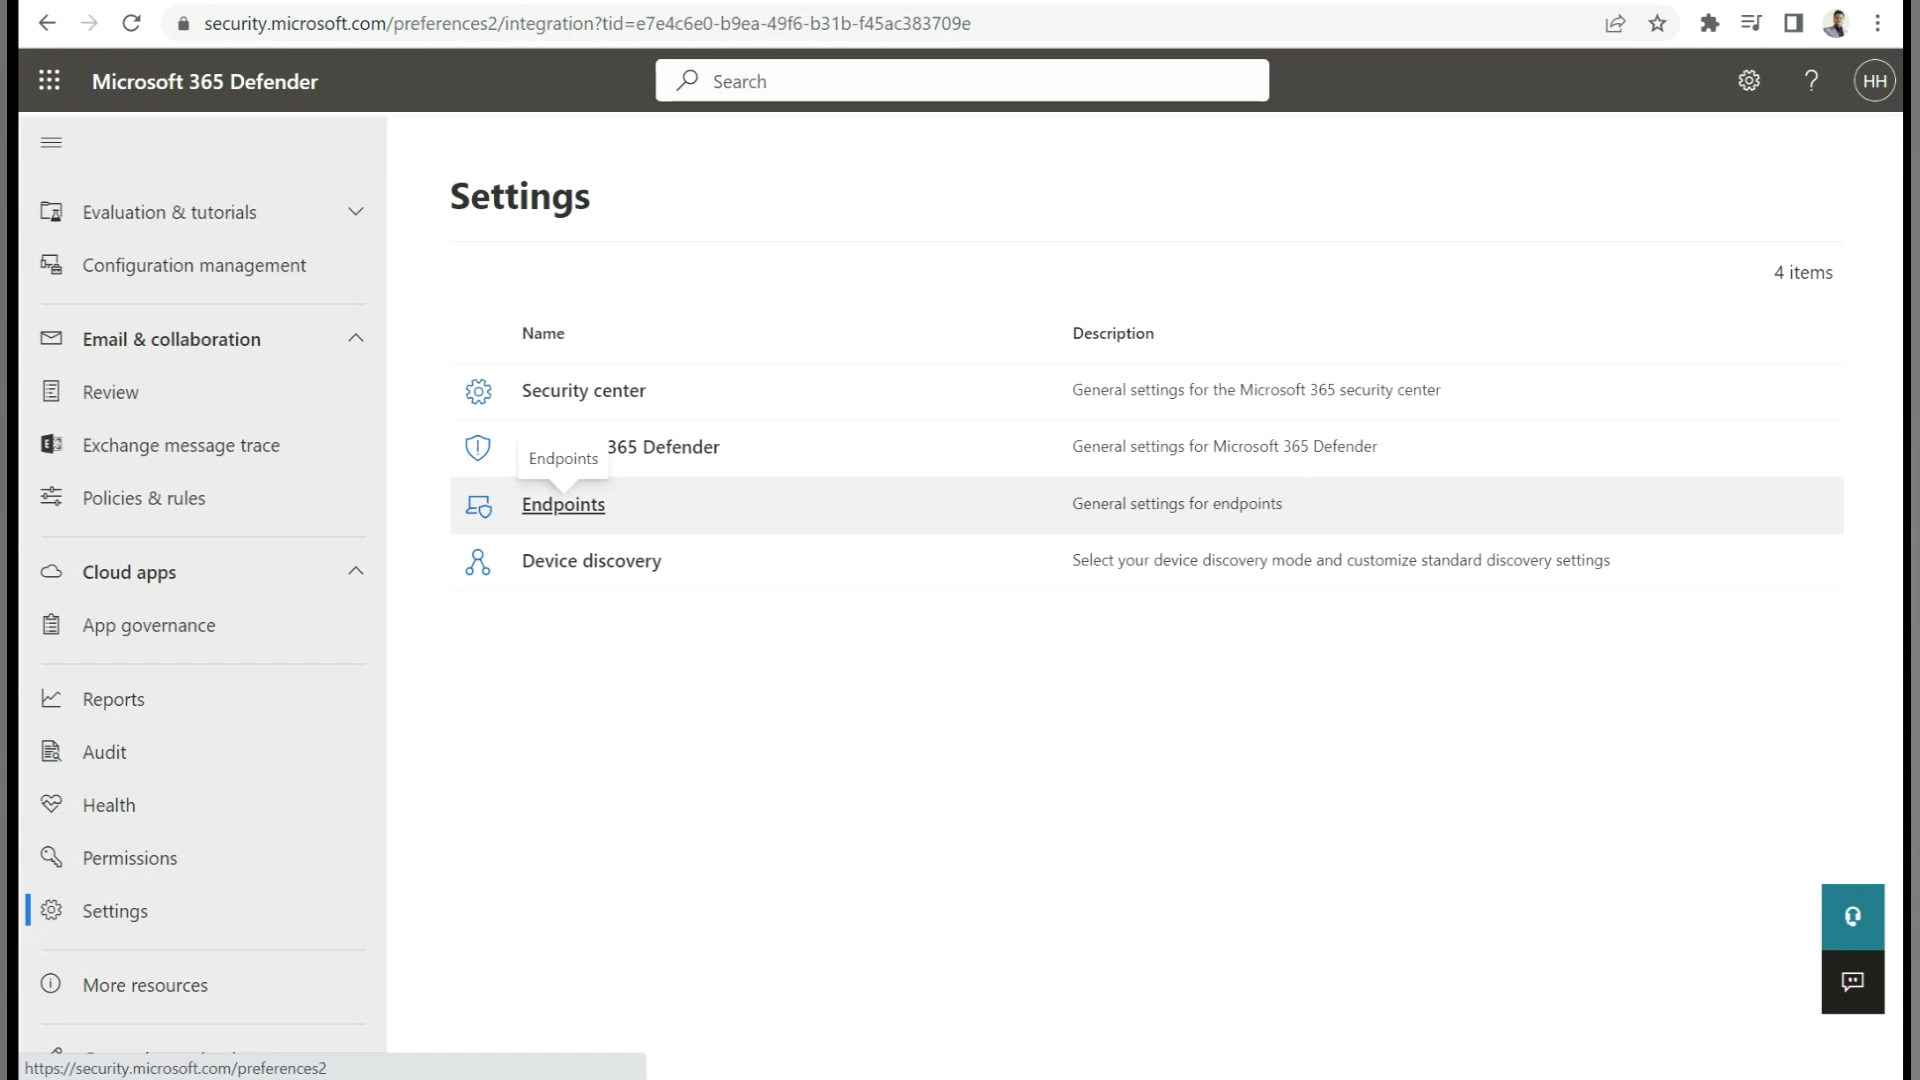 security.microsoft.com/preferences2/integration?tid=e7e4c6e0-b9ea-49f6-b31b-f45ac383709e
Microsoft 365 Defender
Search
HH
Evaluation & tutorials
Configuration management
Email & collaboration
Review
Exchange message trace
Policies & rules
Cloud apps
App governance
Reports
Audit
Health
Permissions
Settings
More resources
https://security.microsoft.com/preferences2
Settings
4 items
Name Description
Security center General settings for the Microsoft 365 security center
365 Defender General settings for Microsoft 365 Defender
Endpoints
Endpoints General settings for endpoints
Device discovery Select your device discovery mode and customize standard discovery settings